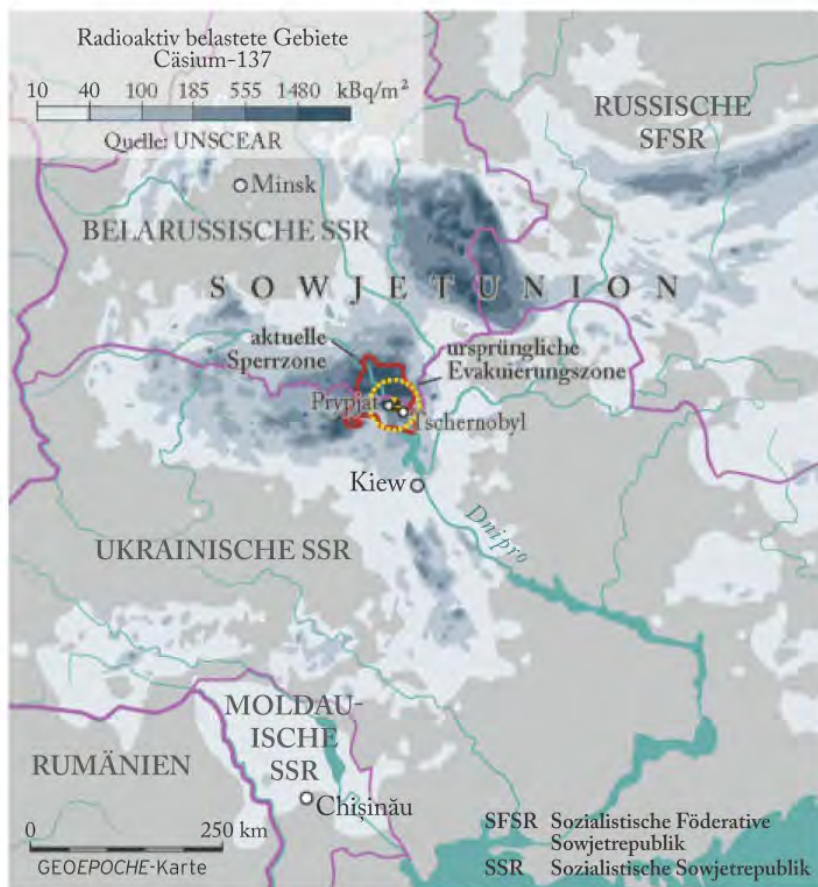 Radioaktiv belastete Gebiete
Cäsium-137
10 40 100 185 555 1480 kBq/m²
Quelle: UNSCEAR
RUSSISCHE
SFSR
Minsk
BELARUSSISCHE SSR
SOWJETUNION
aktuelle
Sperrzone
ursprüngliche
Evakuierungszone
Prypjat
Tschernobyl
Kiew
Dnipro
UKRAINISCHE SSR
MOLDAU-
ISCHE
SSR
RUMÄNIEN
Chișinău
0 250 km
GEOEPOCHE-Karte
SFSR Sozialistische Föderative
Sowjetrepublik
SSR Sozialistische Sowjetrepublik